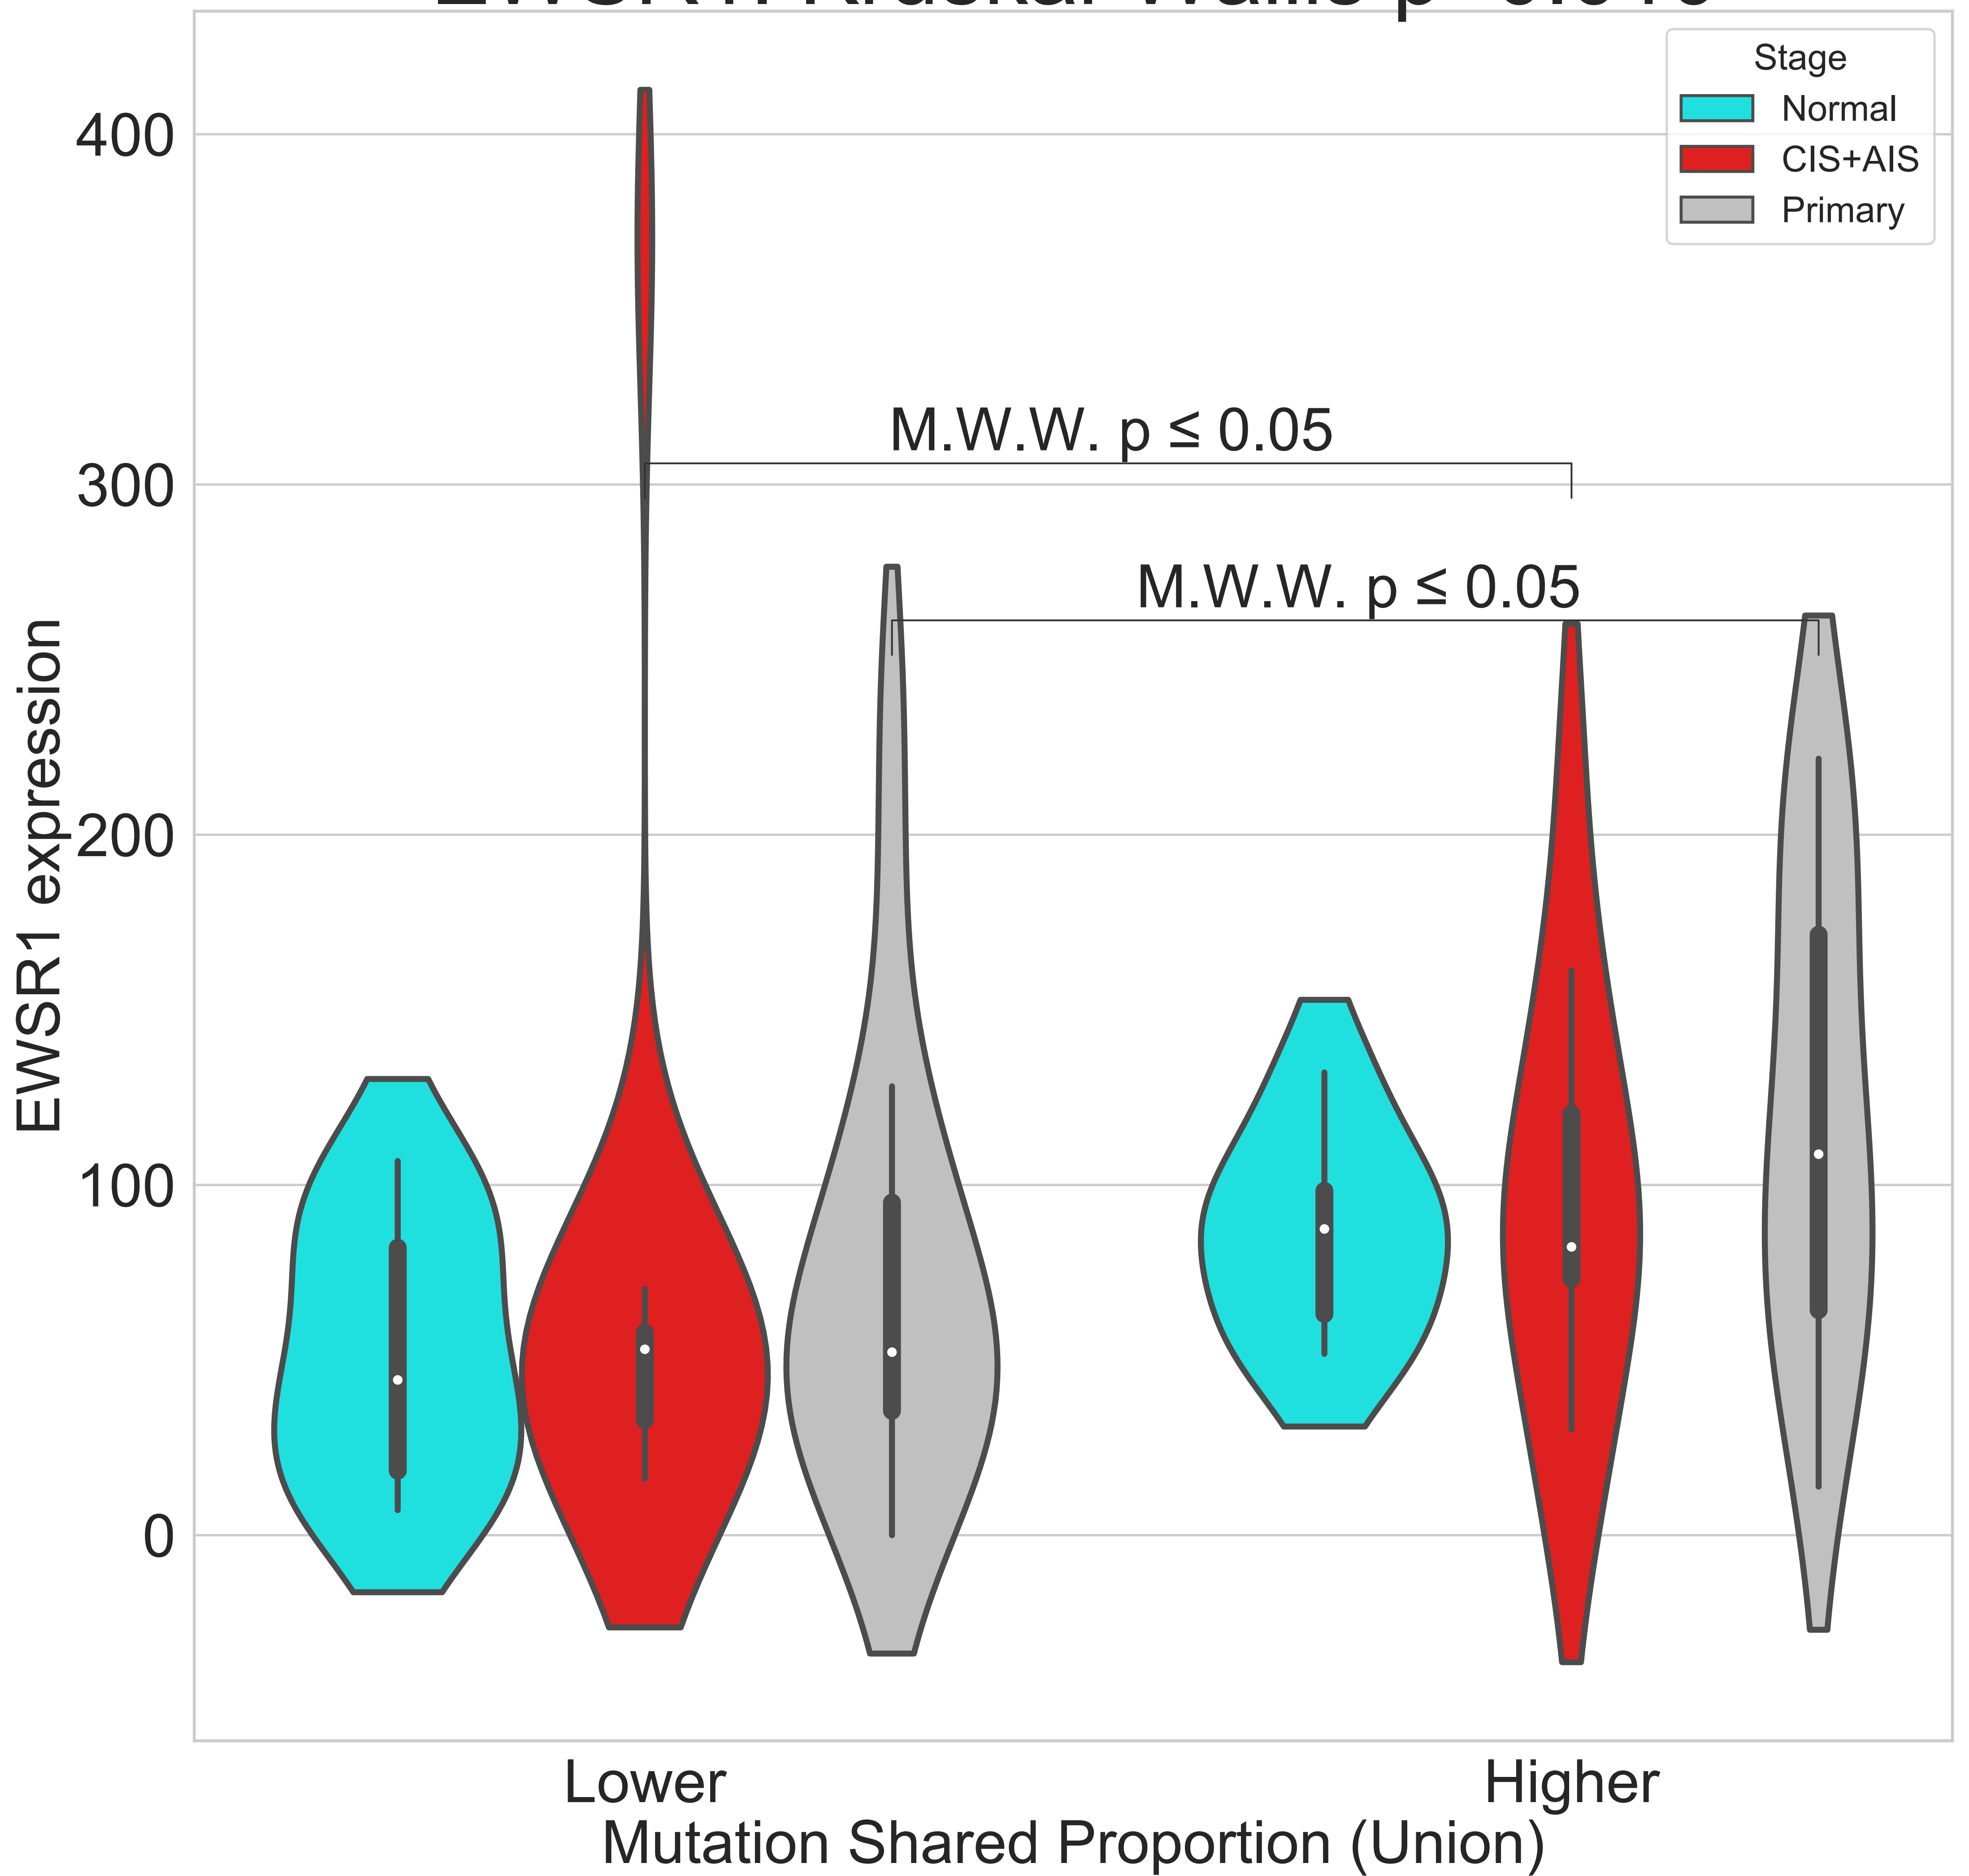 Stage
Normal
CIS+AIS
Primary
400
300
200
100
0
EWSR1 expression
M.W.W. p ≤ 0.05
M.W.W. p ≤ 0.05
Lower
Higher
Mutation Shared Proportion (Union)